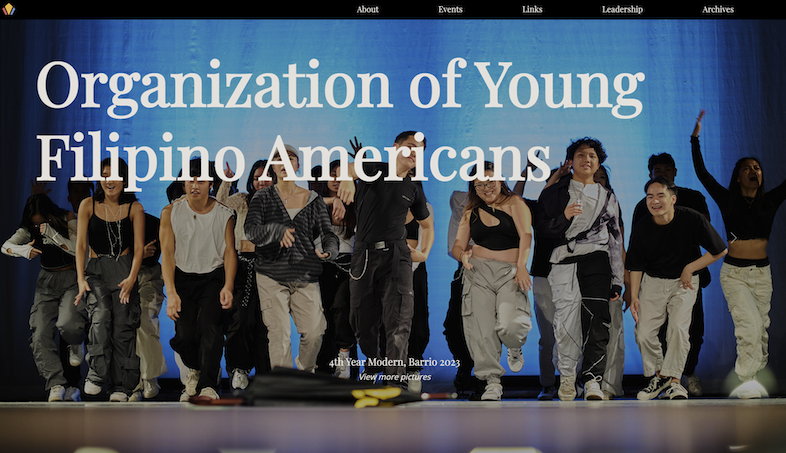 About Events Links Leadership Archives
Organization of Young
Filipino Americans
4th Year Modern, Barrio 2023
View more pictures